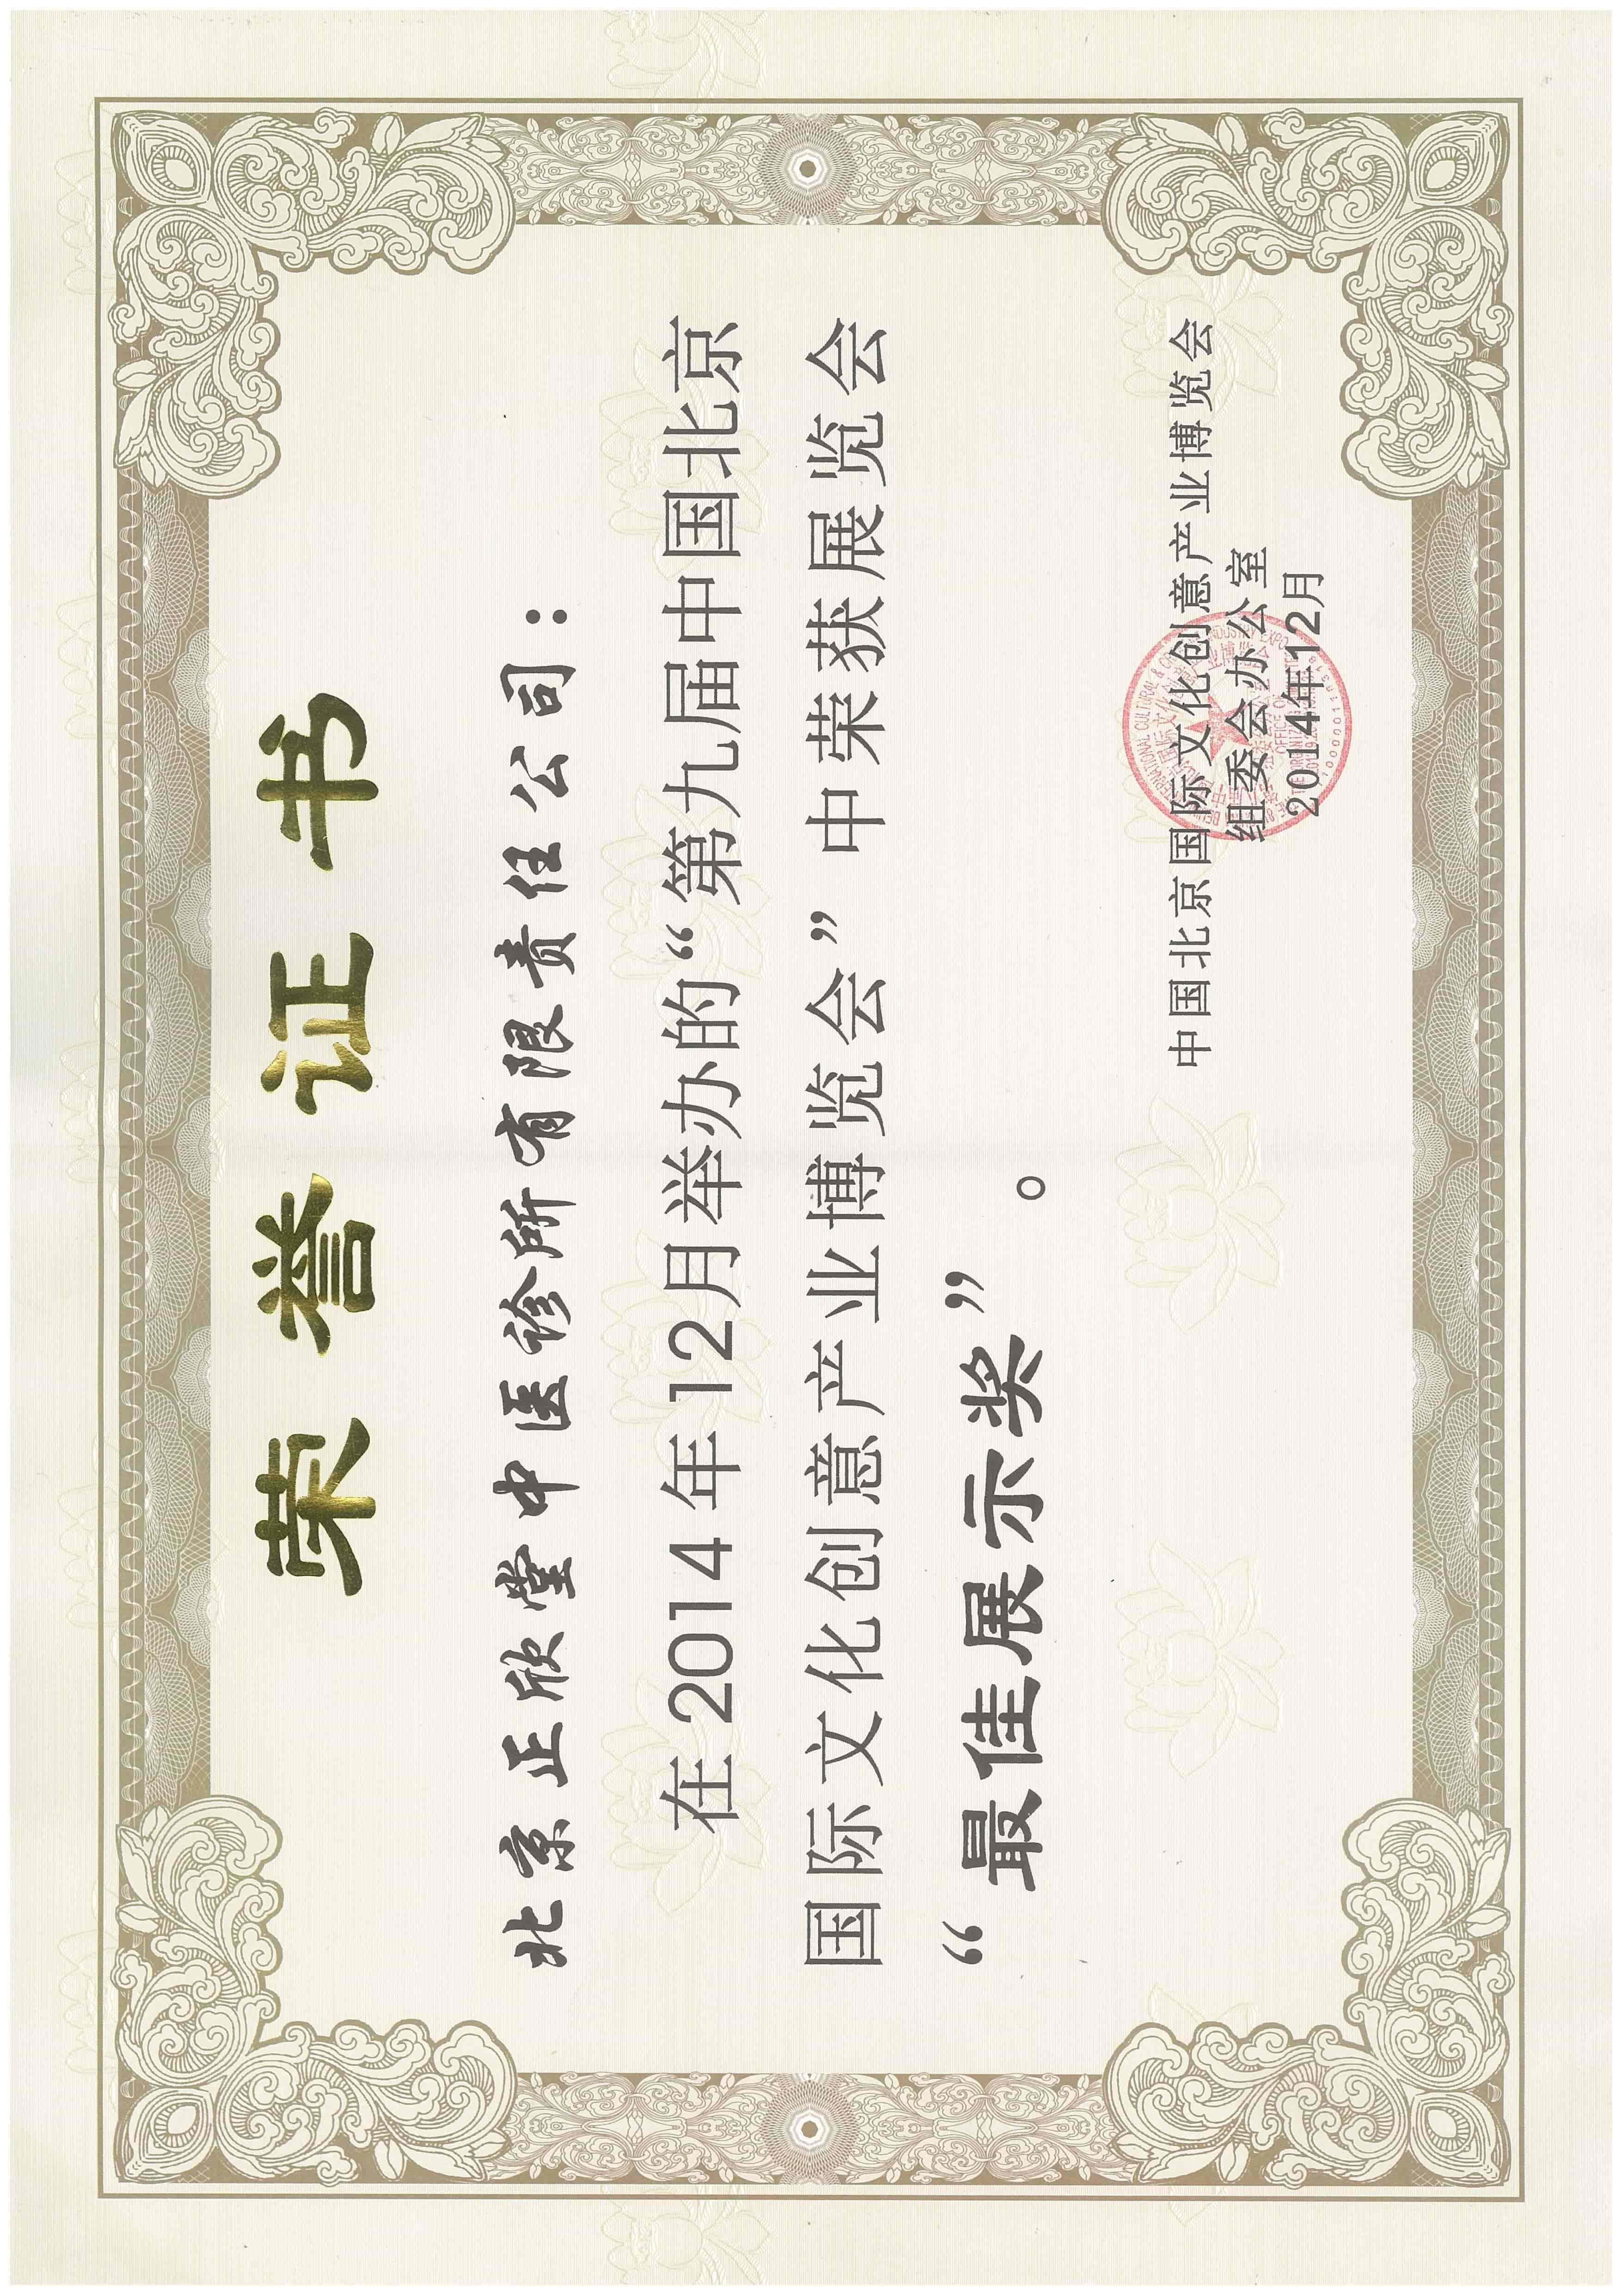 荣誉证书
北京正欣堂中医诊所有限责任公司：
在2014年12月举办的“第九届中国北京
国际文化创意产业博览会”中荣获展览会
“最佳展示奖”。
中国北京国际文化创意产业博览会
组委会办公室
2014年12月